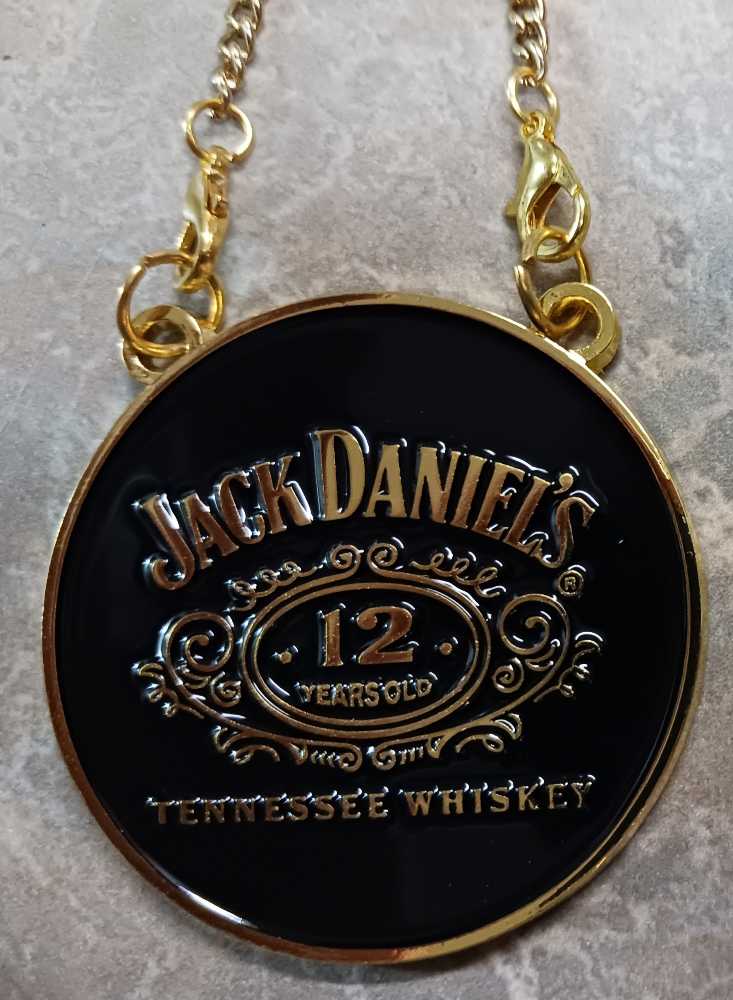 JACK DANIEL'S
®
· 12 ·
YEARS OLD
TENNESSEE WHISKEY